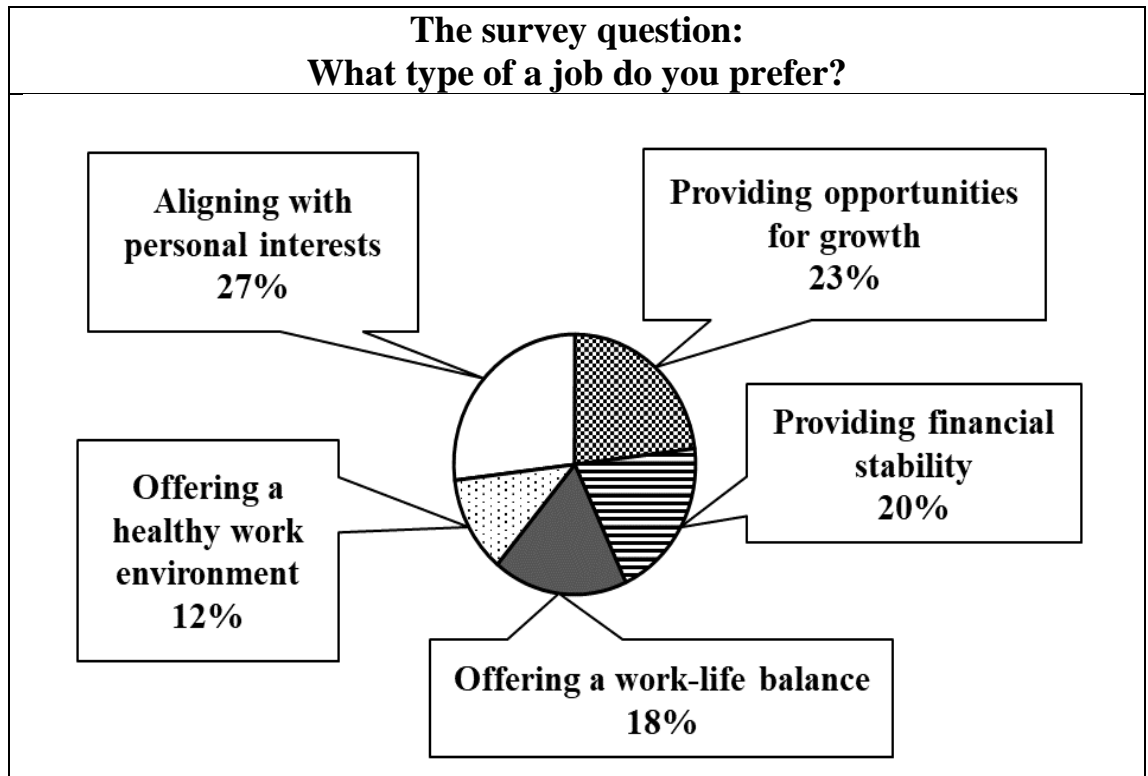 The survey question:
What type of a job do you prefer?
Aligning with
personal interests
27%
Providing opportunities
for growth
23%
Providing financial
stability
20%
Offering a
healthy work
environment
12%
Offering a work-life balance
18%